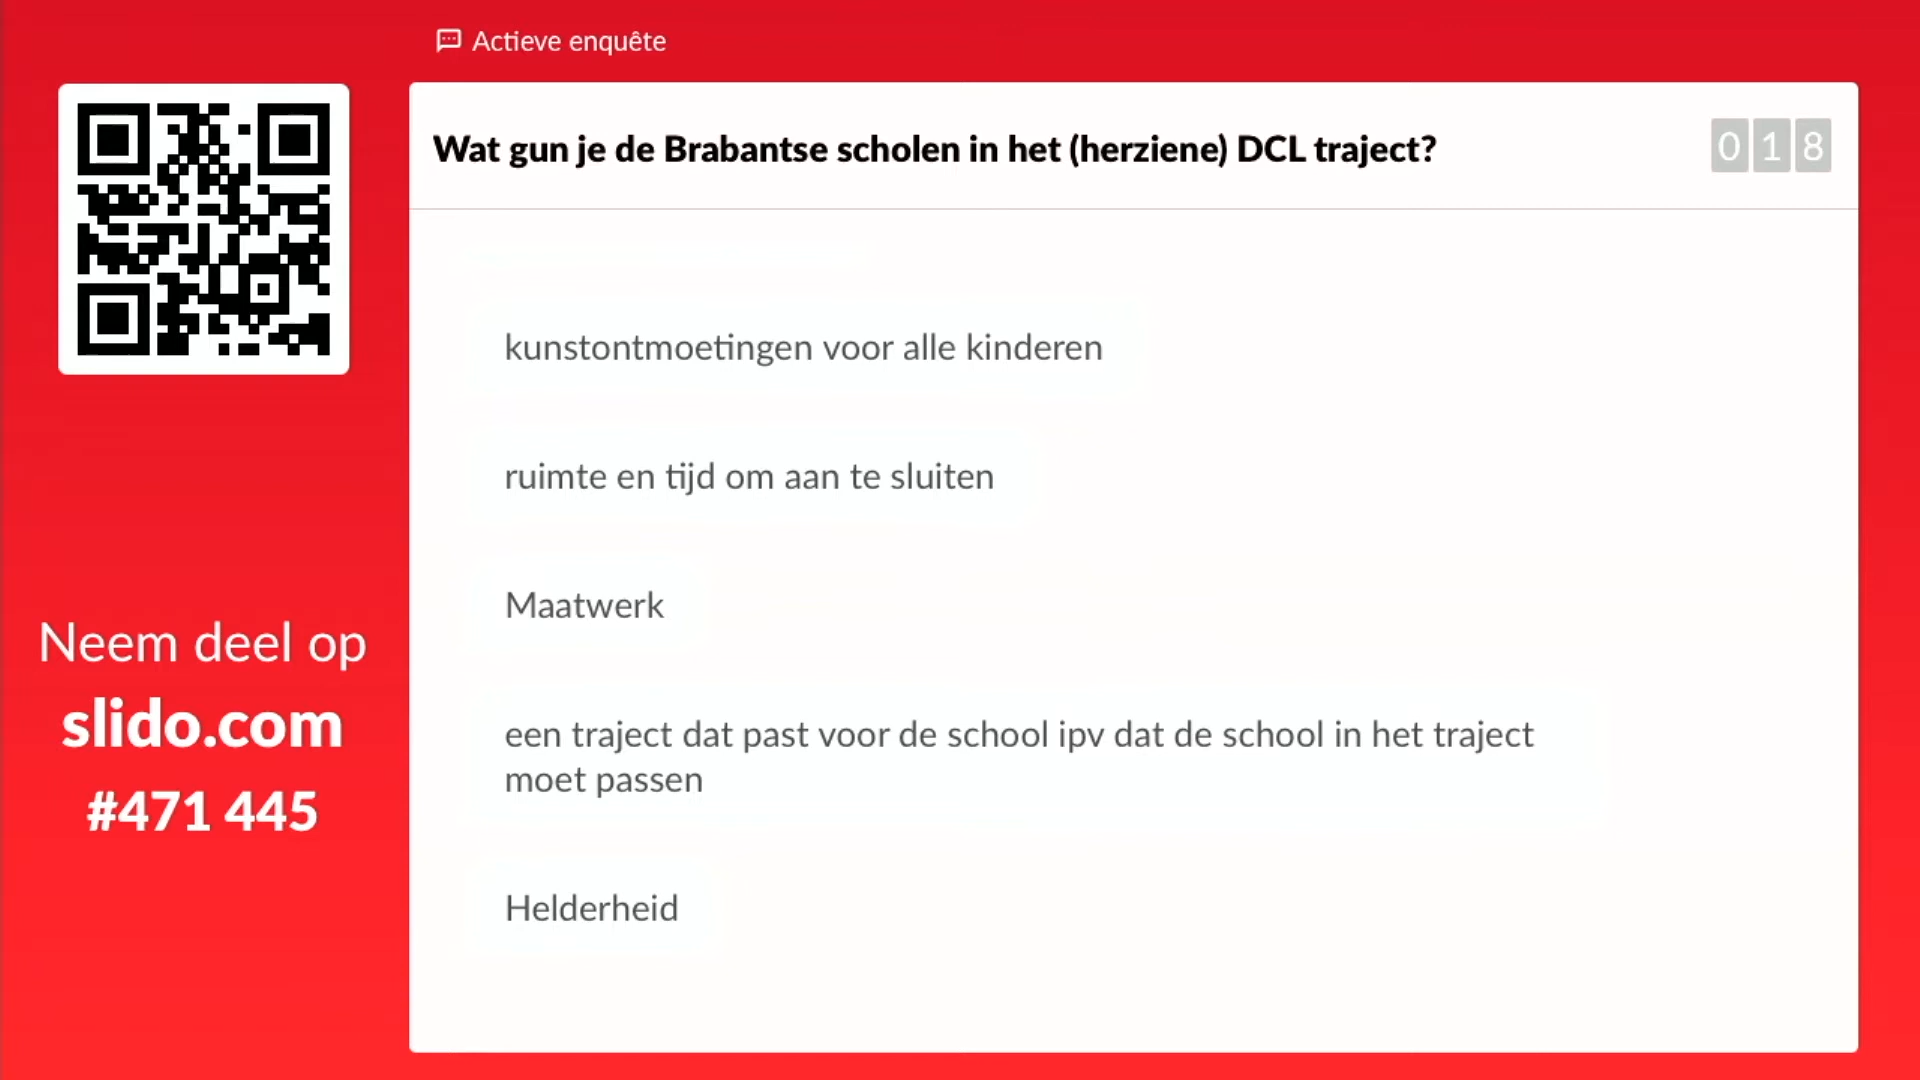 Actieve enquête
Wat gun je de Brabantse scholen in het (herziene) DCL traject?
018
kunstontmoetingen voor alle kinderen
ruimte en tijd om aan te sluiten
Maatwerk
een traject dat past voor de school ipv dat de school in het traject
moet passen
Helderheid
Neem deel op
slido.com
#471 445